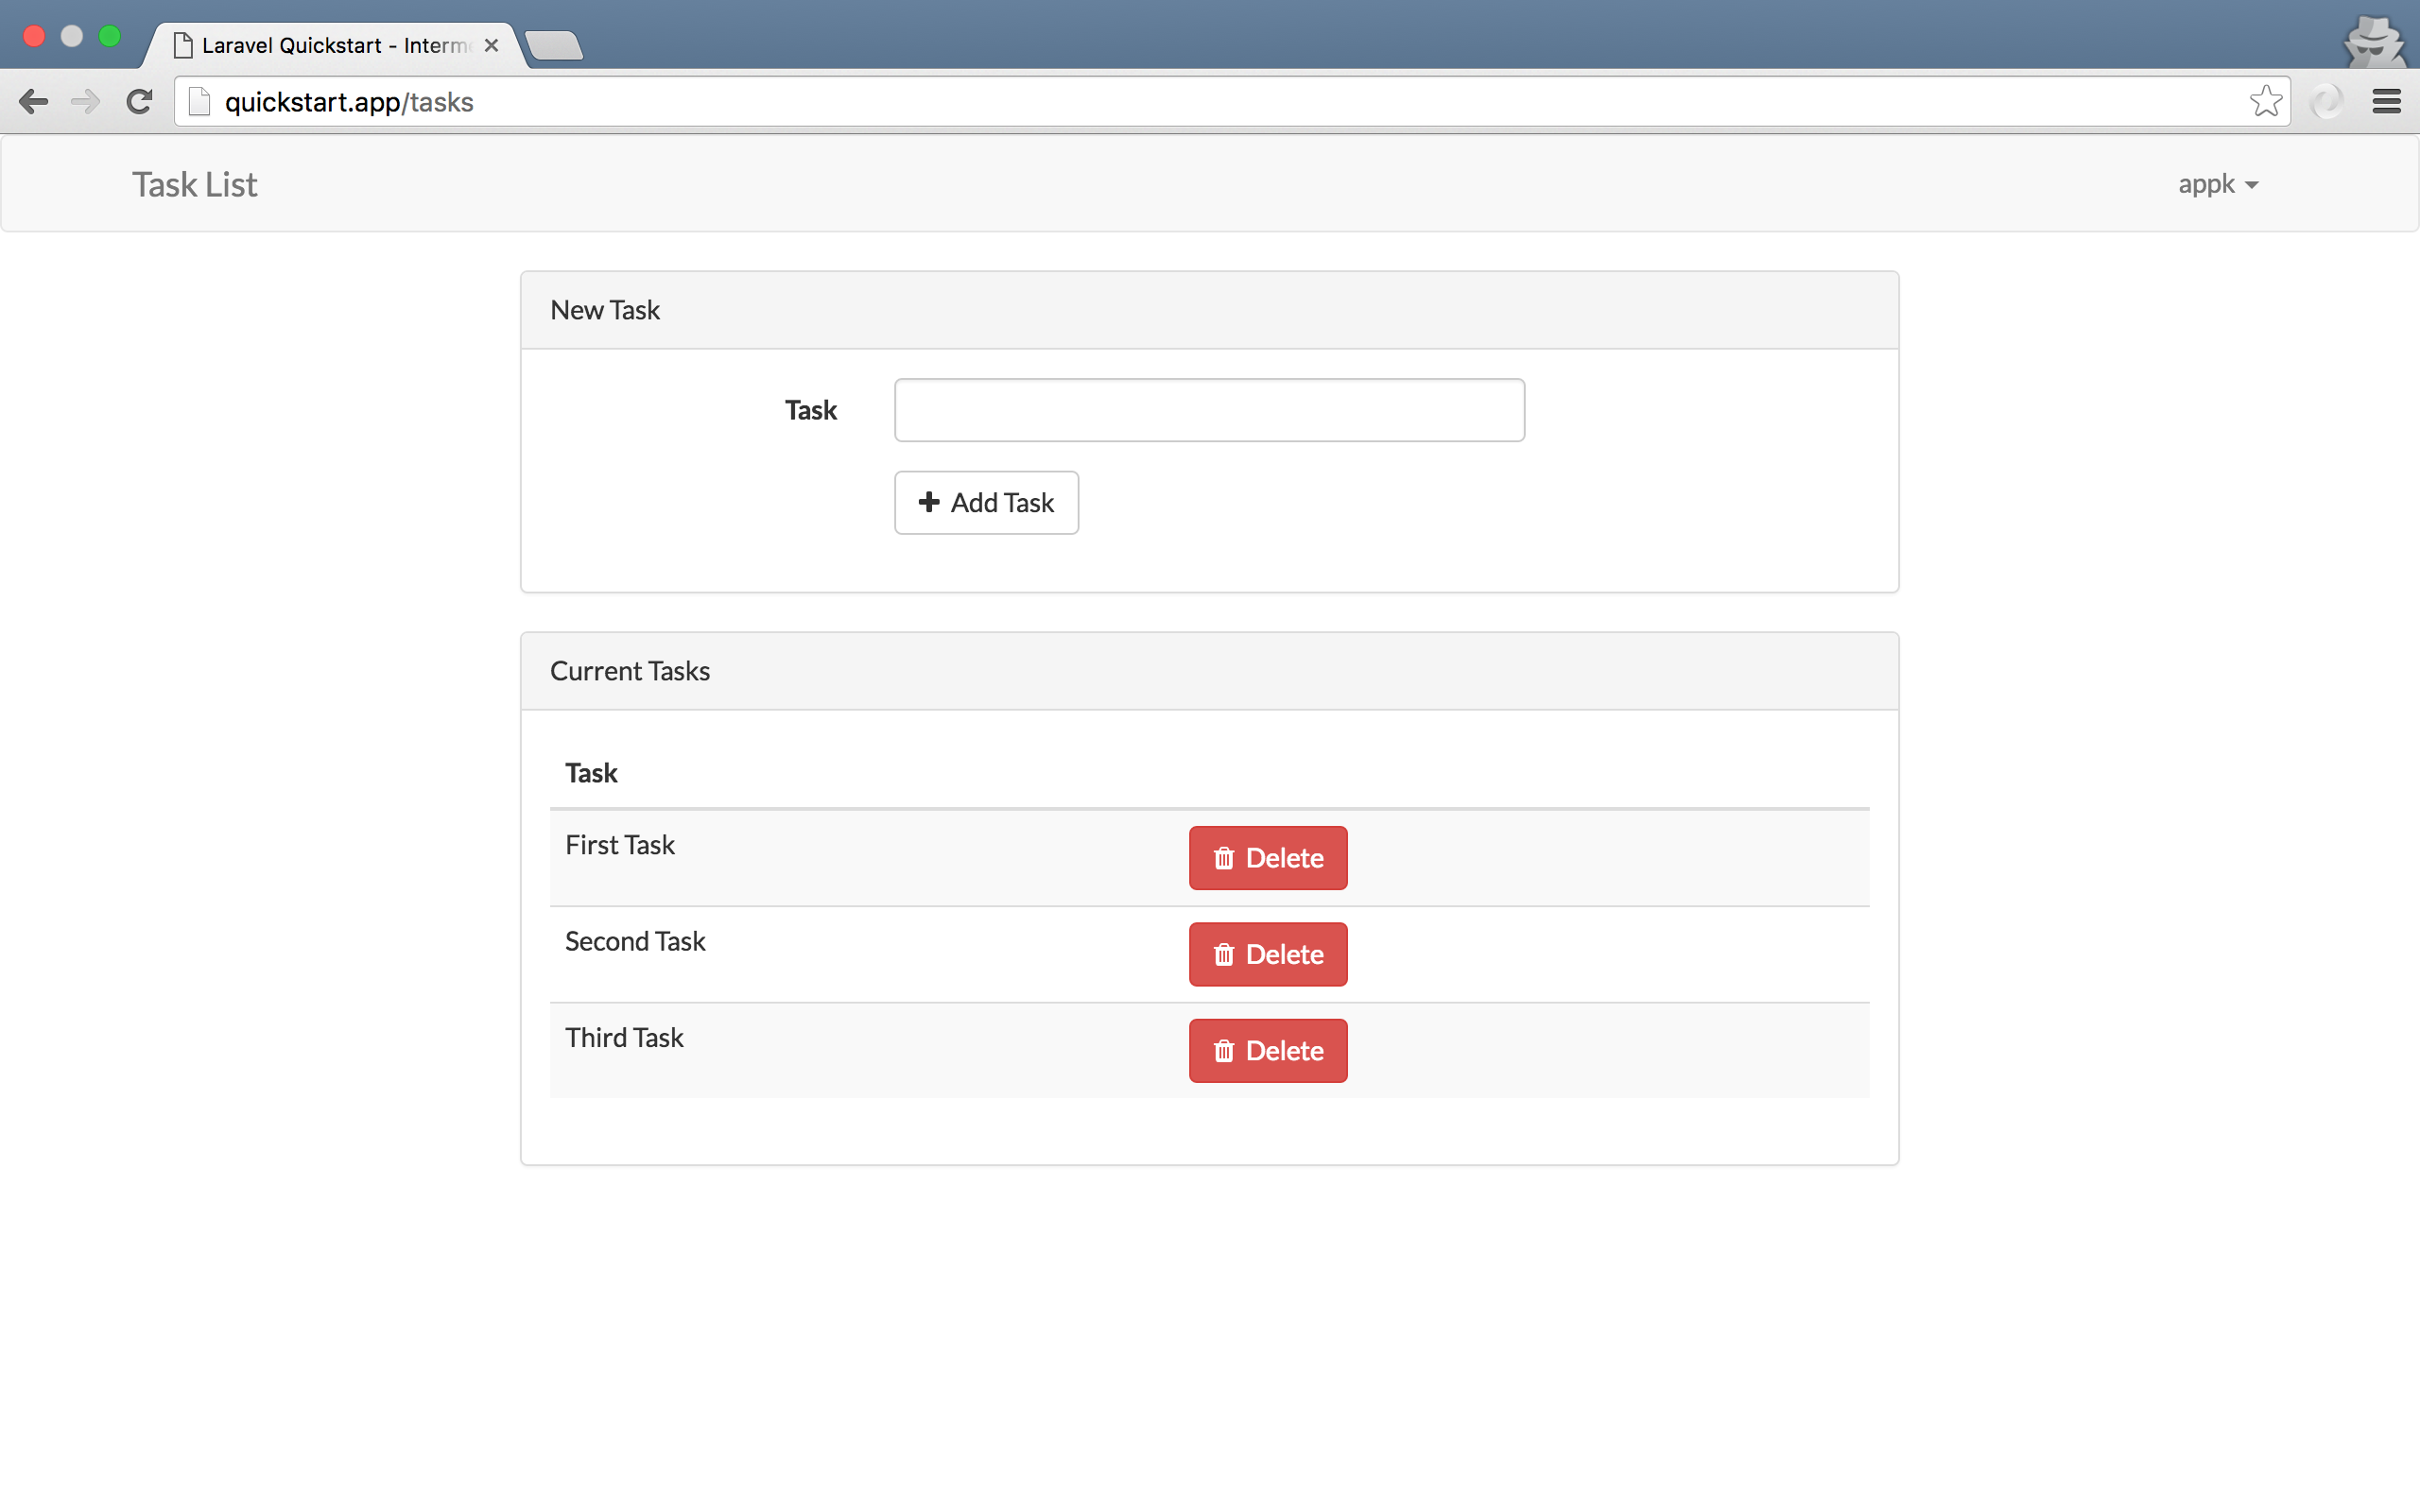 Laravel Quickstart - Interm
quickstart.app/tasks
Task List
appk
New Task
Task
Add Task
Current Tasks
Task
First Task
Delete
Second Task
Delete
Third Task
Delete